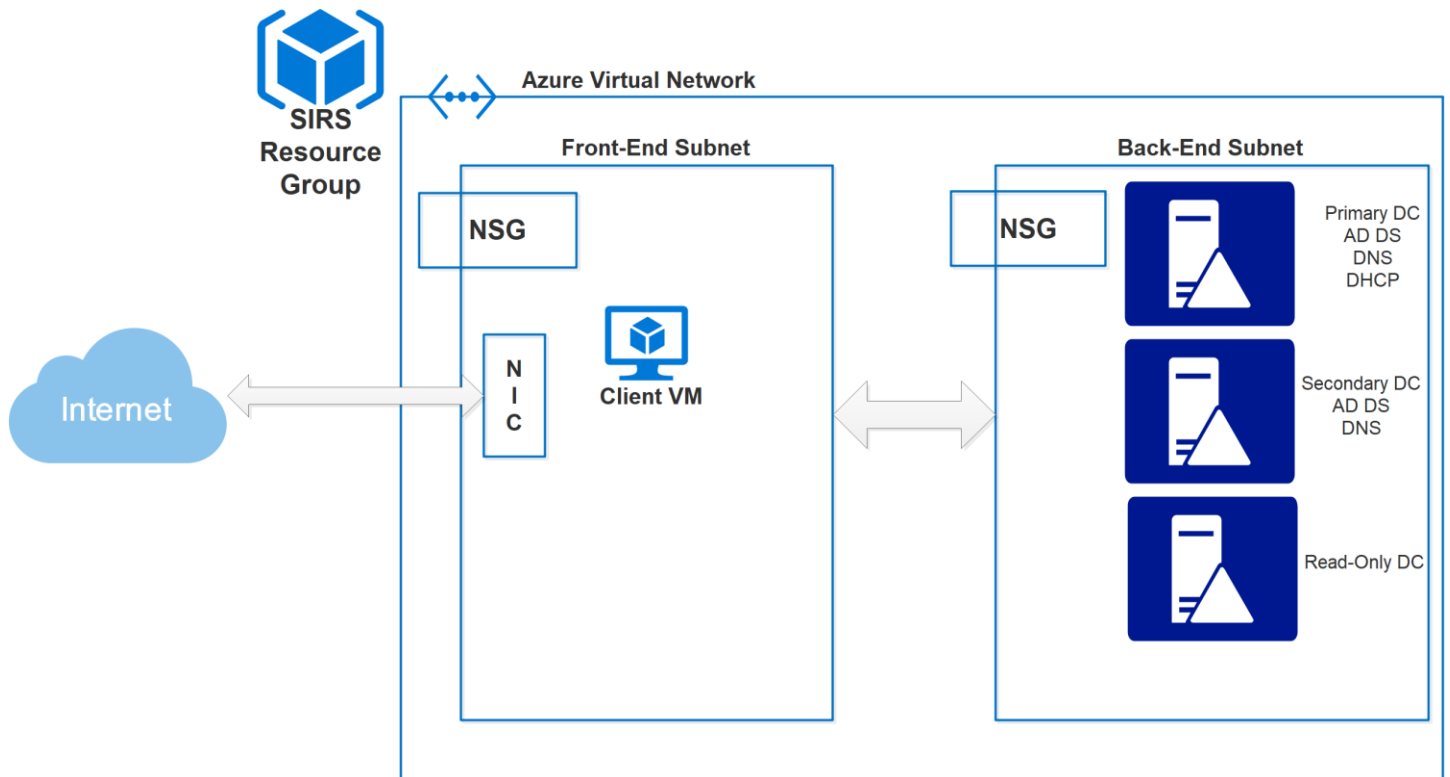 SIRS
Resource
Group
Azure Virtual Network
Front-End Subnet
NSG
N
I
C
Client VM
Internet
Back-End Subnet
NSG
Primary DC
AD DS
DNS
DHCP
Secondary DC
AD DS
DNS
Read-Only DC